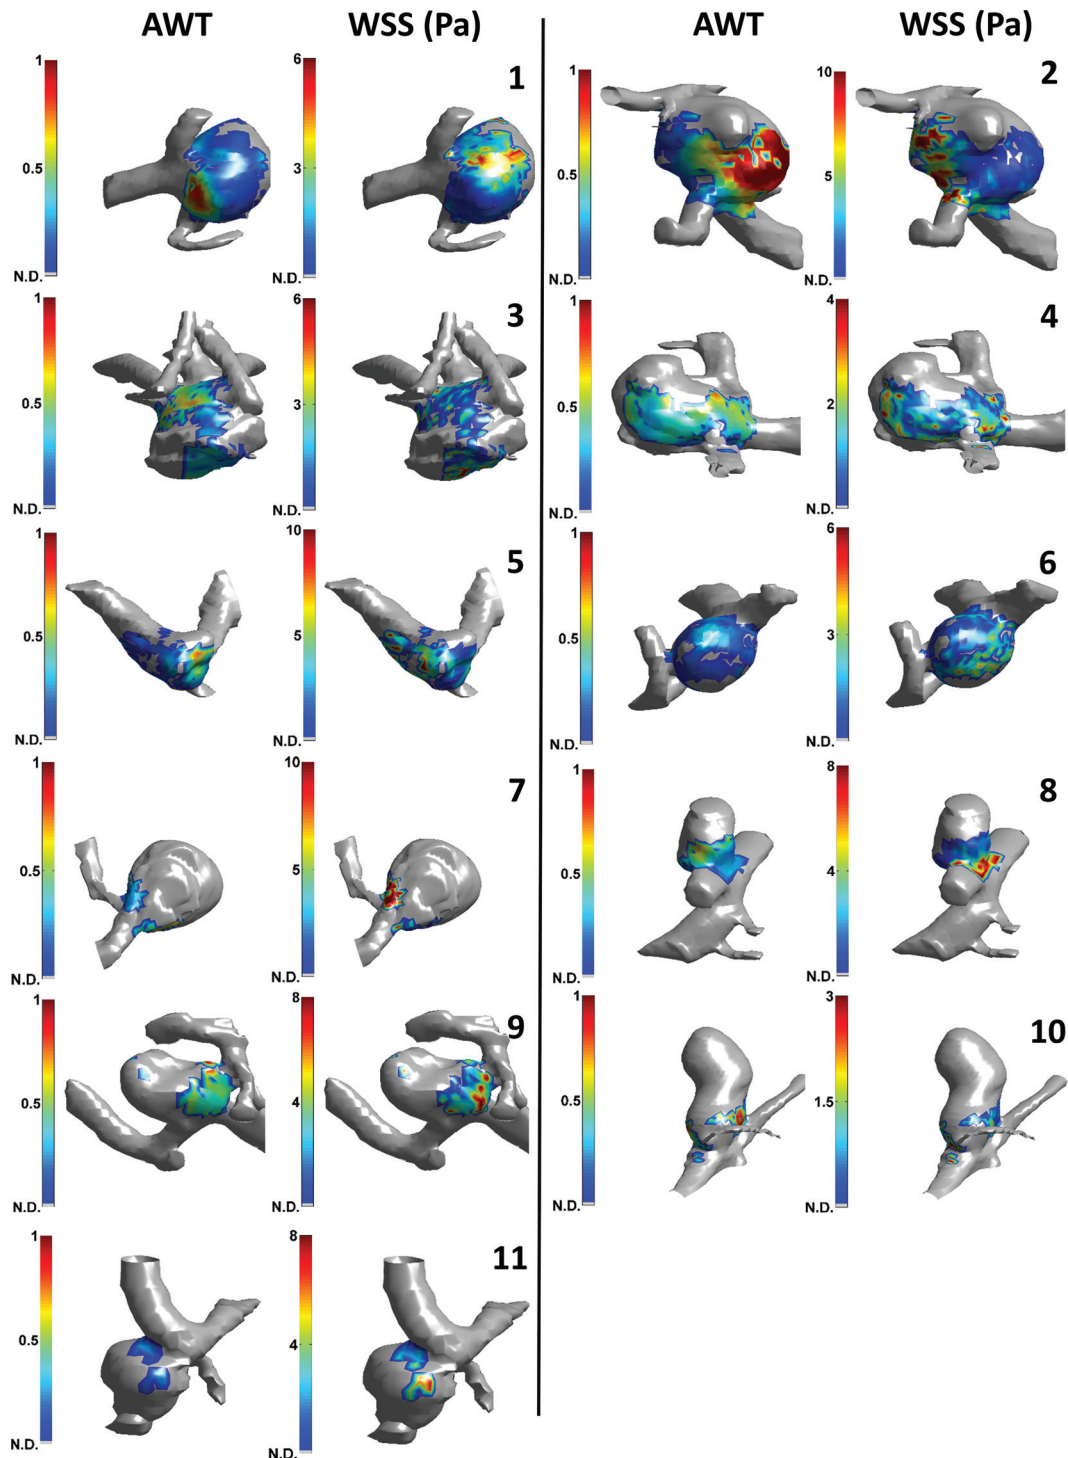 AWT WSS (Pa) AWT WSS (Pa)
1 6 1 1 10 2
0.5 3 0.5 5
N.D. N.D. N.D. N.D.
1 6 3 1 4 4
0.5 3 0.5 2
N.D. N.D. N.D. N.D.
1 10 5 1 6 6
0.5 5 0.5 3
N.D. N.D. N.D. N.D.
1 10 7 1 8 8
0.5 5 0.5 4
N.D. N.D. N.D. N.D.
1 8 9 1 3 10
0.5 4 0.5 1.5
N.D. N.D. N.D. N.D.
1 8 11
0.5 4
N.D. N.D.